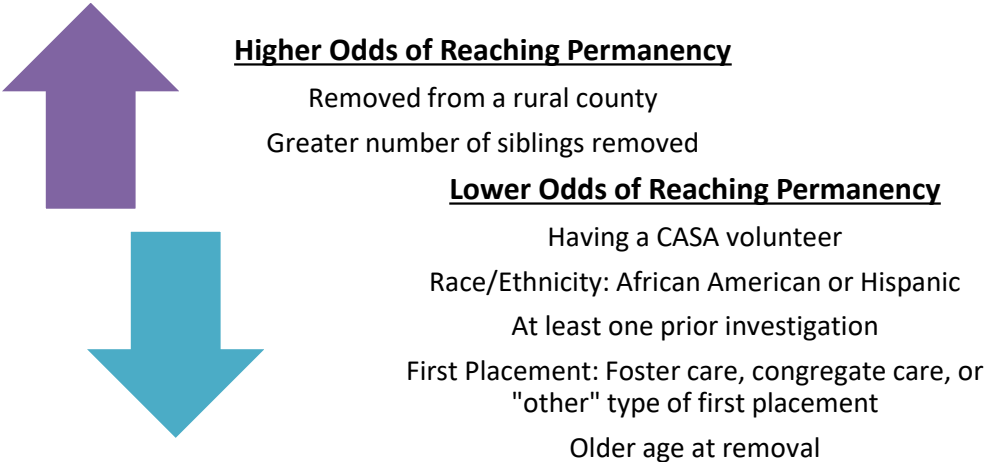 Higher Odds of Reaching Permanency
Removed from a rural county
Greater number of siblings removed
Lower Odds of Reaching Permanency
Having a CASA volunteer
Race/Ethnicity: African American or Hispanic
At least one prior investigation
First Placement: Foster care, congregate care, or
"other" type of first placement
Older age at removal